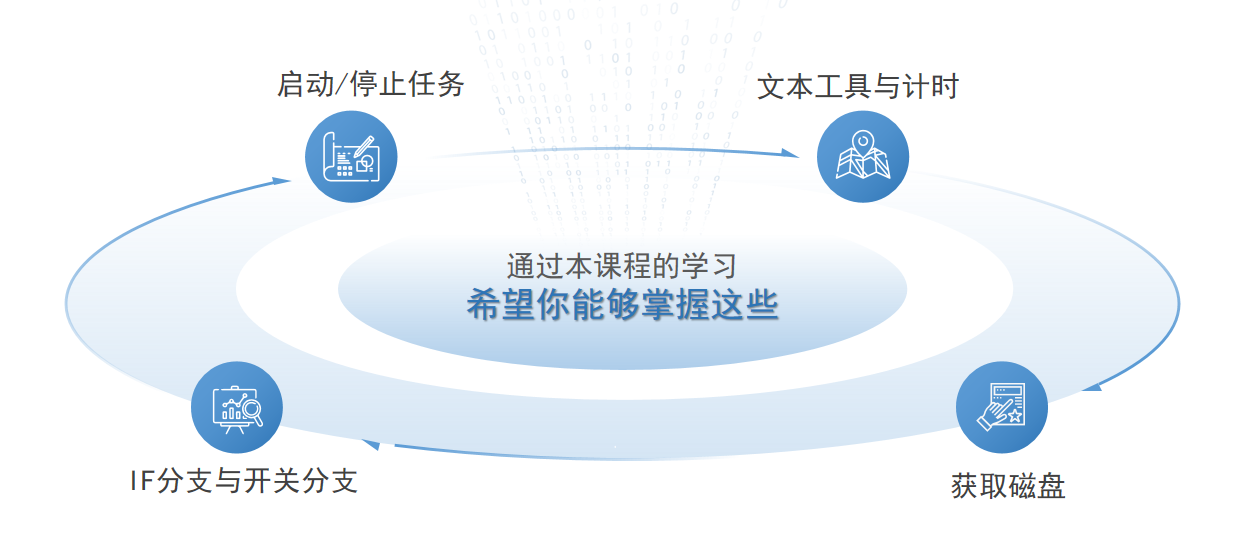 启动/停止任务
文本工具与计时
通过本课程的学习
希望你能够掌握这些
IF分支与开关分支
获取磁盘